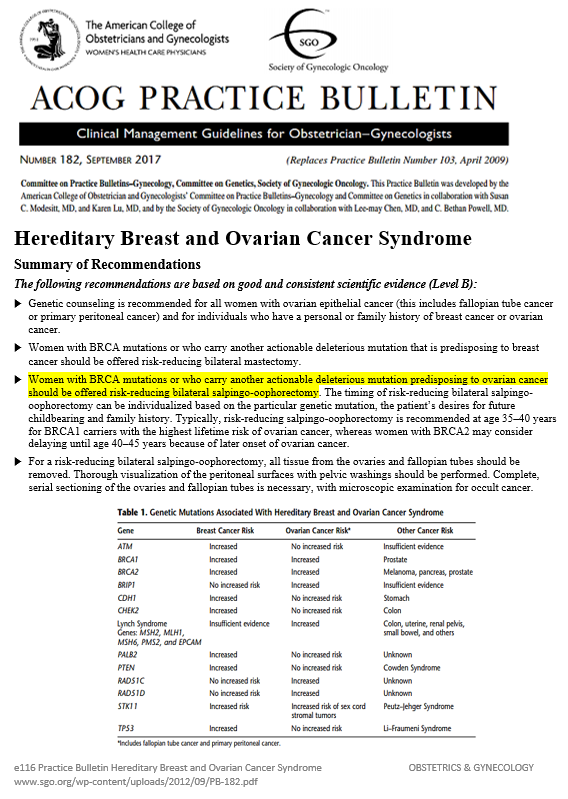 The American College of
Obstetricians and Gynecologists
WOMEN'S HEALTH CARE PHYSICIANS
SGO
Society of Gynecologic Oncology
ACOG PRACTICE BULLETIN
Clinical Management Guidelines for Obstetrician–Gynecologists
NUMBER 182, SEPTEMBER 2017 (Replaces Practice Bulletin Number 103, April 2009)
Committee on Practice Bulletins–Gynecology, Committee on Genetics, Society of Gynecologic Oncology. This Practice Bulletin was developed by the
American College of Obstetricians and Gynecologists' Committee on Practice Bulletins–Gynecology and Committee on Genetics in collaboration with Susan
C. Modesitt, MD, and Karen Lu, MD, and by the Society of Gynecologic Oncology in collaboration with Lee-may Chen, MD, and C. Bethan Powell, MD.
Hereditary Breast and Ovarian Cancer Syndrome
Summary of Recommendations
The following recommendations are based on good and consistent scientific evidence (Level B):
▶ Genetic counseling is recommended for all women with ovarian epithelial cancer (this includes fallopian tube cancer
or primary peritoneal cancer) and for individuals who have a personal or family history of breast cancer or ovarian
cancer.
▶ Women with BRCA mutations or who carry another actionable deleterious mutation that is predisposing to breast
cancer should be offered risk-reducing bilateral mastectomy.
▶ Women with BRCA mutations or who carry another actionable deleterious mutation predisposing to ovarian cancer
should be offered risk-reducing bilateral salpingo-oophorectomy. The timing of risk-reducing bilateral salpingo-
oophorectomy can be individualized based on the particular genetic mutation, the patient's desires for future
childbearing and family history. Typically, risk-reducing salpingo-oophorectomy is recommended at age 35–40 years
for BRCA1 carriers with the highest lifetime risk of ovarian cancer, whereas women with BRCA2 may consider
delaying until age 40–45 years because of later onset of ovarian cancer.
▶ For a risk-reducing bilateral salpingo-oophorectomy, all tissue from the ovaries and fallopian tubes should be
removed. Thorough visualization of the peritoneal surfaces with pelvic washings should be performed. Complete,
serial sectioning of the ovaries and fallopian tubes is necessary, with microscopic examination for occult cancer.
Table 1. Genetic Mutations Associated With Hereditary Breast and Ovarian Cancer Syndrome
Gene Breast Cancer Risk Ovarian Cancer Risk* Other Cancer Risk
ATM Increased No increased risk Insufficient evidence
BRCA1 Increased Increased Prostate
BRCA2 Increased Increased Melanoma, pancreas, prostate
BRIP1 No increased risk Increased Insufficient evidence
CDH1 Increased No increased risk Stomach
CHEK2 Increased No increased risk Colon
Lynch Syndrome Insufficient evidence Increased Colon, uterine, renal pelvis,
Genes: MSH2, MLH1, small bowel, and others
MSH6, PMS2, and EPCAM
PALB2 Increased No increased risk Unknown
PTEN Increased No increased risk Cowden Syndrome
RAD51C No increased risk Increased Unknown
RAD51D No increased risk Increased Unknown
STK11 Increased risk Increased risk of sex cord Peutz–Jehger Syndrome
stromal tumors
TP53 Increased No increased risk Li–Fraumeni Syndrome
*Includes fallopian tube cancer and primary peritoneal cancer.
e116 Practice Bulletin Hereditary Breast and Ovarian Cancer Syndrome OBSTETRICS & GYNECOLOGY
www.sgo.org/wp-content/uploads/2012/09/PB-182.pdf